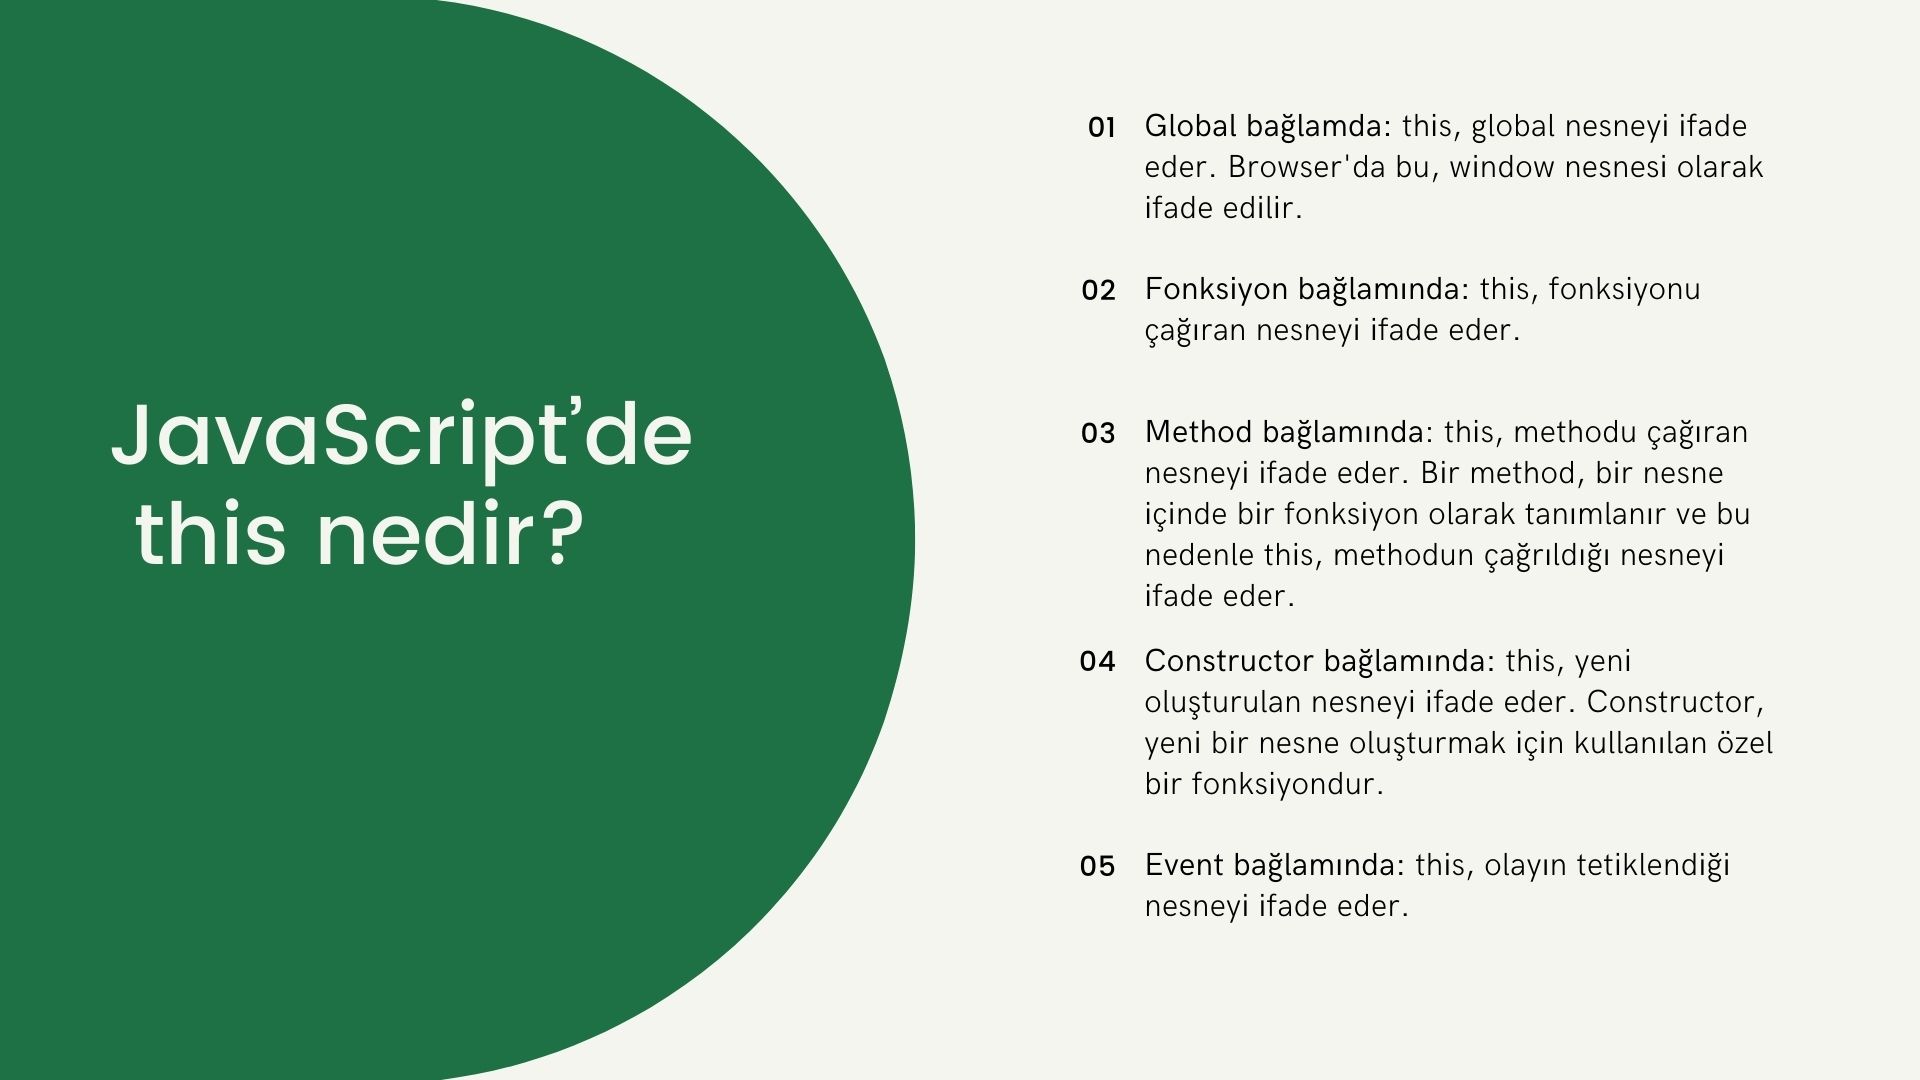 JavaScript'de
this nedir?
01 Global bağlamda: this, global nesneyi ifade
eder. Browser'da bu, window nesnesi olarak
ifade edilir.
02 Fonksiyon bağlamında: this, fonksiyonu
çağıran nesneyi ifade eder.
03 Method bağlamında: this, methodu çağıran
nesneyi ifade eder. Bir method, bir nesne
içinde bir fonksiyon olarak tanımlanır ve bu
nedenle this, methodun çağrıldığı nesneyi
ifade eder.
04 Constructor bağlamında: this, yeni
oluşturulan nesneyi ifade eder. Constructor,
yeni bir nesne oluşturmak için kullanılan özel
bir fonksiyondur.
05 Event bağlamında: this, olayın tetiklendiği
nesneyi ifade eder.